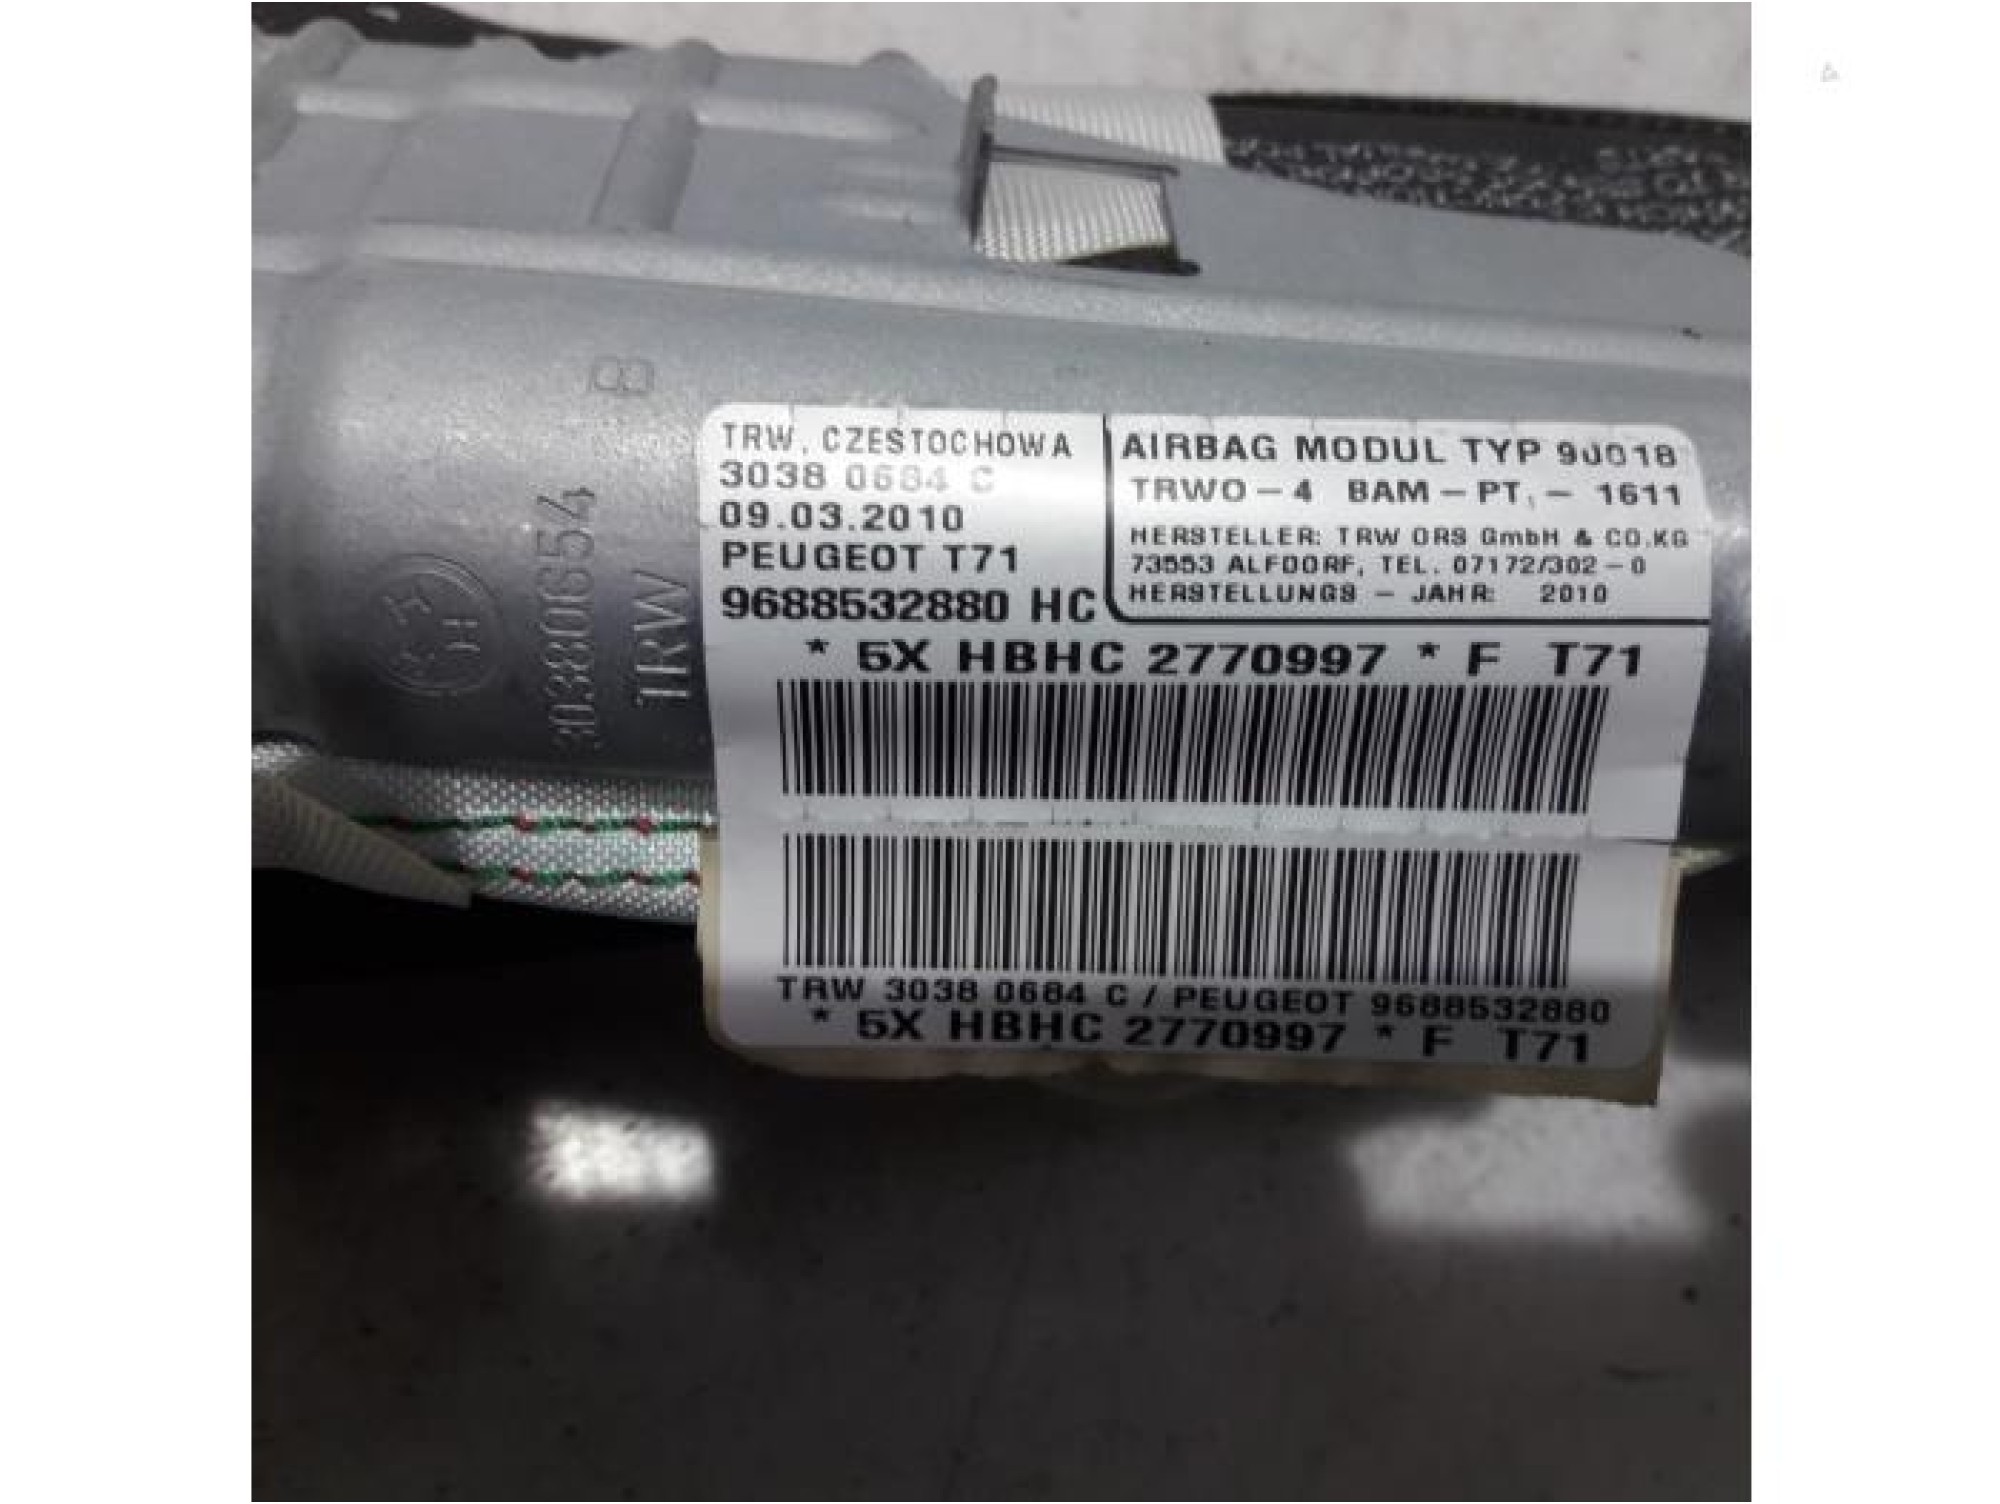 TRW. CZESTOCHOWA
3038 0684 C
09.03.2010
PEUGEOT T71
9688532880 HC
AIRBAG MODUL TYP 90018
TRWO - 4 BAM - PT. - 1611
HERSTELLER: TRW ORS GmbH & CO.KG
73553 ALFDORF, TEL. 07172/302 - 0
HERSTELLUNGS - JAHR: 2010
* 5X HBHC 2770997 * F T71
TRW 3038 0684 C / PEUGEOT 9688532880
* 5X HBHC 2770997 * F T71
30380654 B
TRW